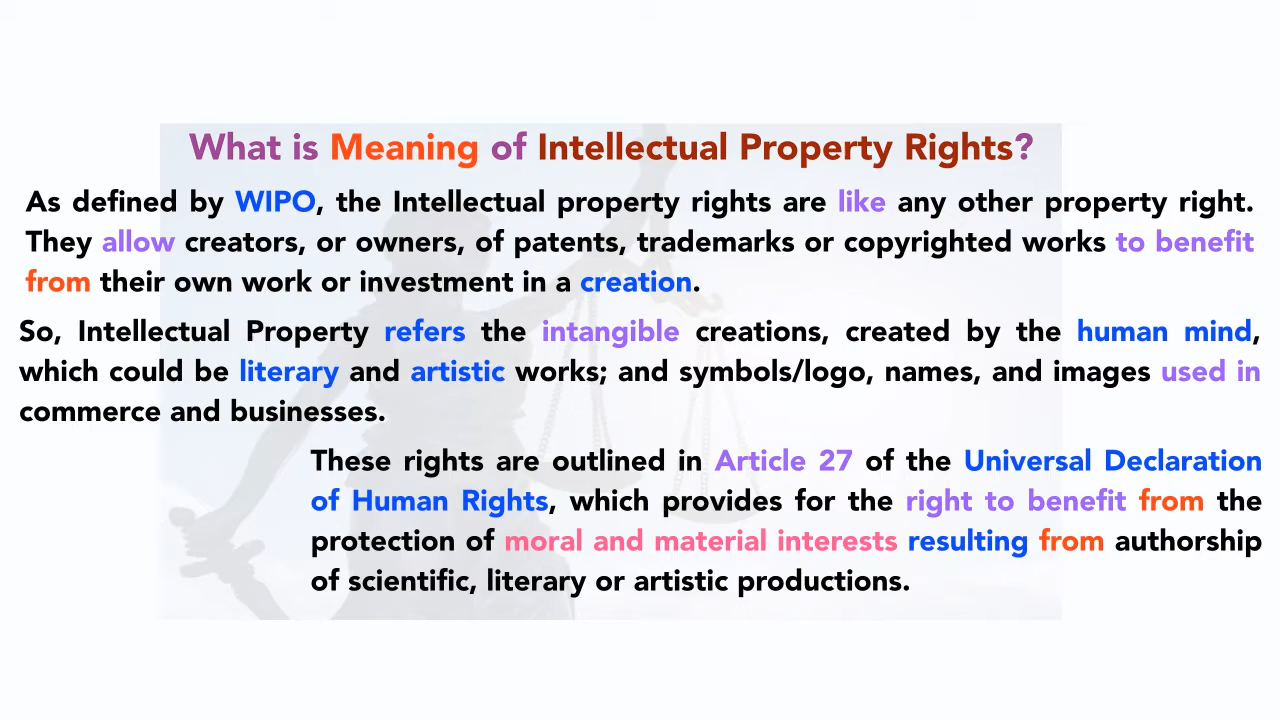 What is Meaning of Intellectual Property Rights?
As defined by WIPO, the Intellectual property rights are like any other property right.
They allow creators, or owners, of patents, trademarks or copyrighted works to benefit
from their own work or investment in a creation.
So, Intellectual Property refers the intangible creations, created by the human mind,
which could be literary and artistic works; and symbols/logo, names, and images used in
commerce and businesses.
These rights are outlined in Article 27 of the Universal Declaration
of Human Rights, which provides for the right to benefit from the
protection of moral and material interests resulting from authorship
of scientific, literary or artistic productions.